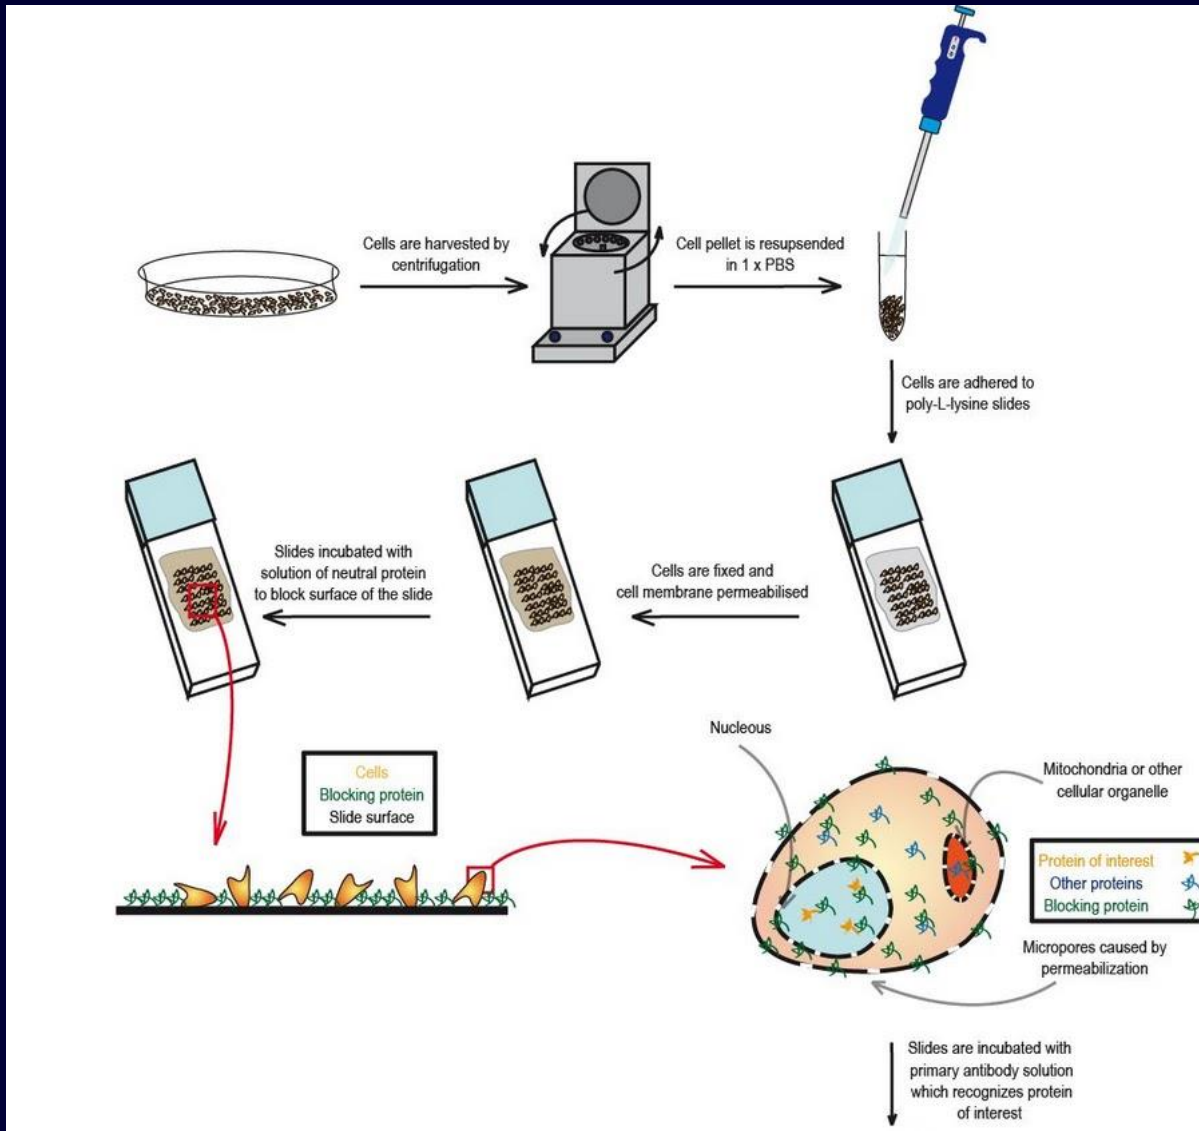 Cells are harvested by
centrifugation
Cell pellet is resupsended
in 1 x PBS
Cells are adhered to
poly-L-lysine slides
Cells are fixed and
cell membrane permeabilised
Slides incubated with
solution of neutral protein
to block surface of the slide
Cells
Blocking protein
Slide surface
Nucleous
Mitochondria or other
cellular organelle
Protein of interest
Other proteins
Blocking protein
Micropores caused by
permeabilization
Slides are incubated with
primary antibody solution
which recognizes protein
of interest